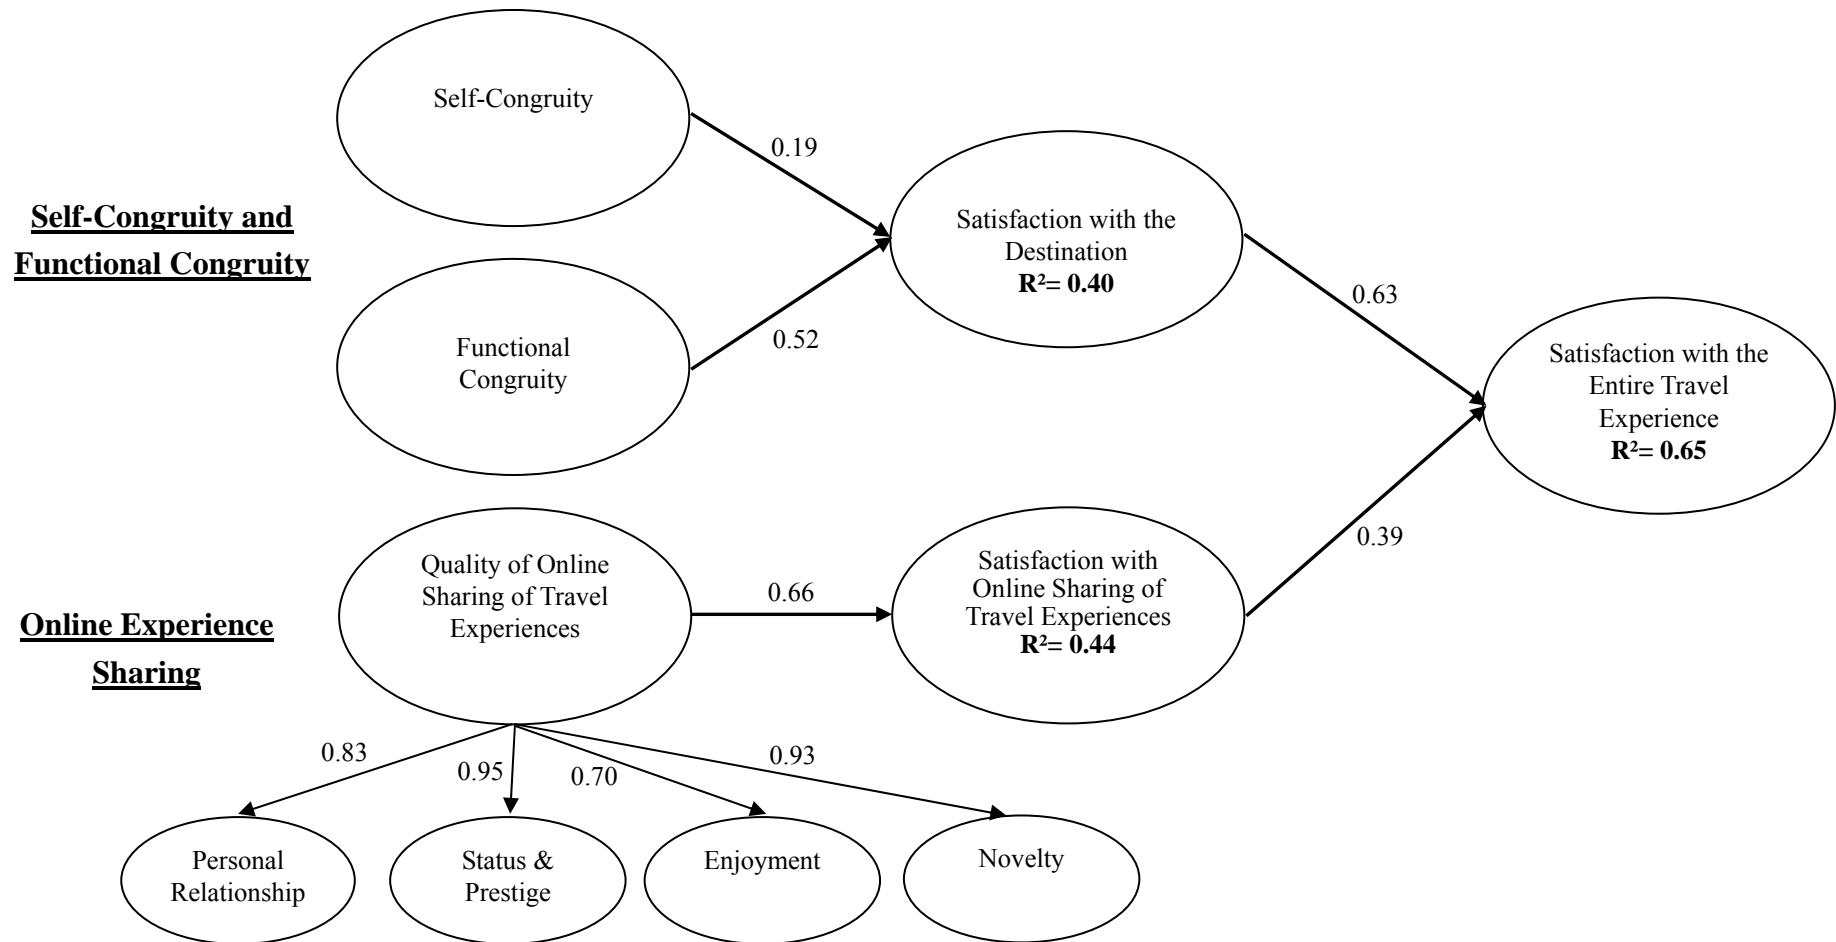 Self-Congruity
0.19
Self-Congruity and
Functional Congruity
Satisfaction with the
Destination
R²= 0.40
0.63
0.52
Functional
Congruity
Satisfaction with the
Entire Travel
Experience
R²= 0.65
0.39
Quality of Online
Sharing of Travel
Experiences
0.66
Satisfaction with
Online Sharing of
Travel Experiences
R²= 0.44
Online Experience
Sharing
0.83
0.95
0.70
0.93
Personal
Relationship
Status &
Prestige
Enjoyment
Novelty